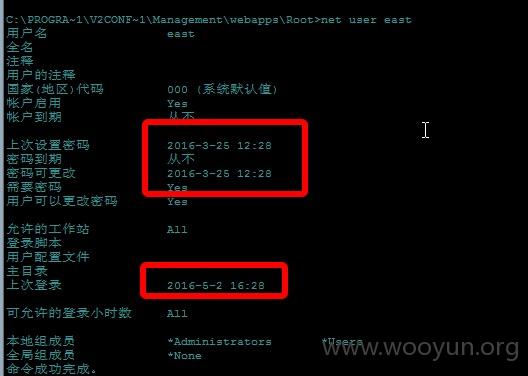 C:\PROGRA~1\V2CONF~1\Management\webapps\Root>net user east
用户名 east
全名
注释
用户的注释
国家(地区)代码 000 (系统默认值)
帐户启用 Yes
帐户到期 从不
上次设置密码 2016-3-25 12:28
密码到期 从不
密码可更改 2016-3-25 12:28
需要密码 Yes
用户可以更改密码 Yes
允许的工作站 All
登录脚本
用户配置文件
主目录
上次登录 2016-5-2 16:28
可允许的登录小时数 All
本地组成员 *Administrators *Users
全局组成员 *None
命令成功完成。
www.wooyun.org